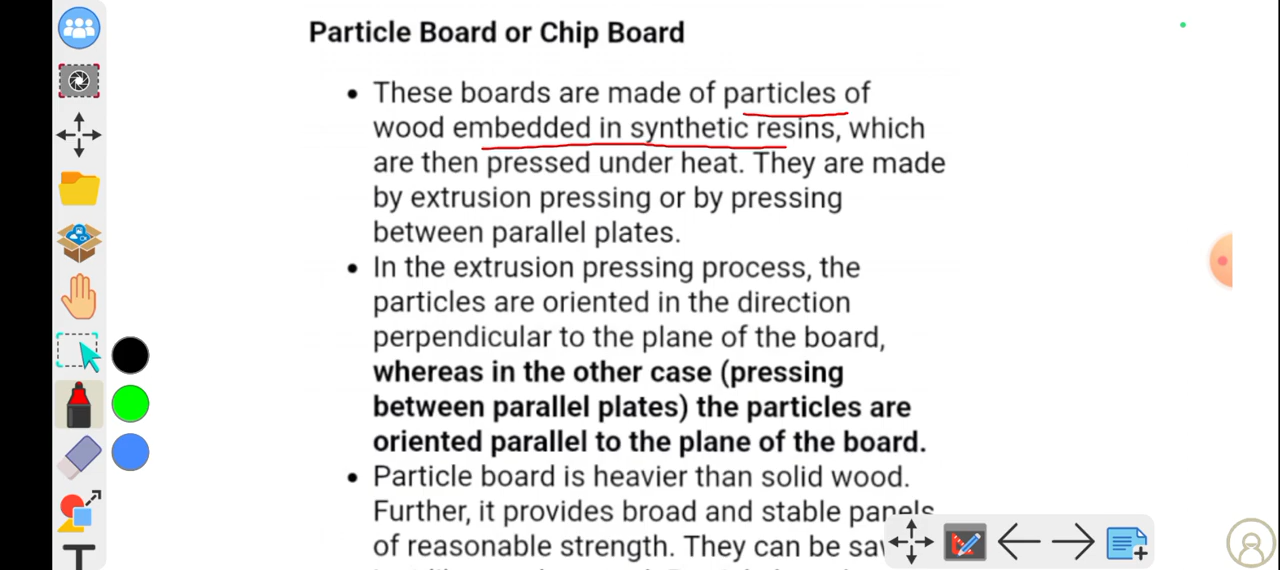 Particle Board or Chip Board
• These boards are made of particles of
wood embedded in synthetic resins, which
are then pressed under heat. They are made
by extrusion pressing or by pressing
between parallel plates.
• In the extrusion pressing process, the
particles are oriented in the direction
perpendicular to the plane of the board,
whereas in the other case (pressing
between parallel plates) the particles are
oriented parallel to the plane of the board.
• Particle board is heavier than solid wood.
Further, it provides broad and stable panels
of reasonable strength. They can be
T